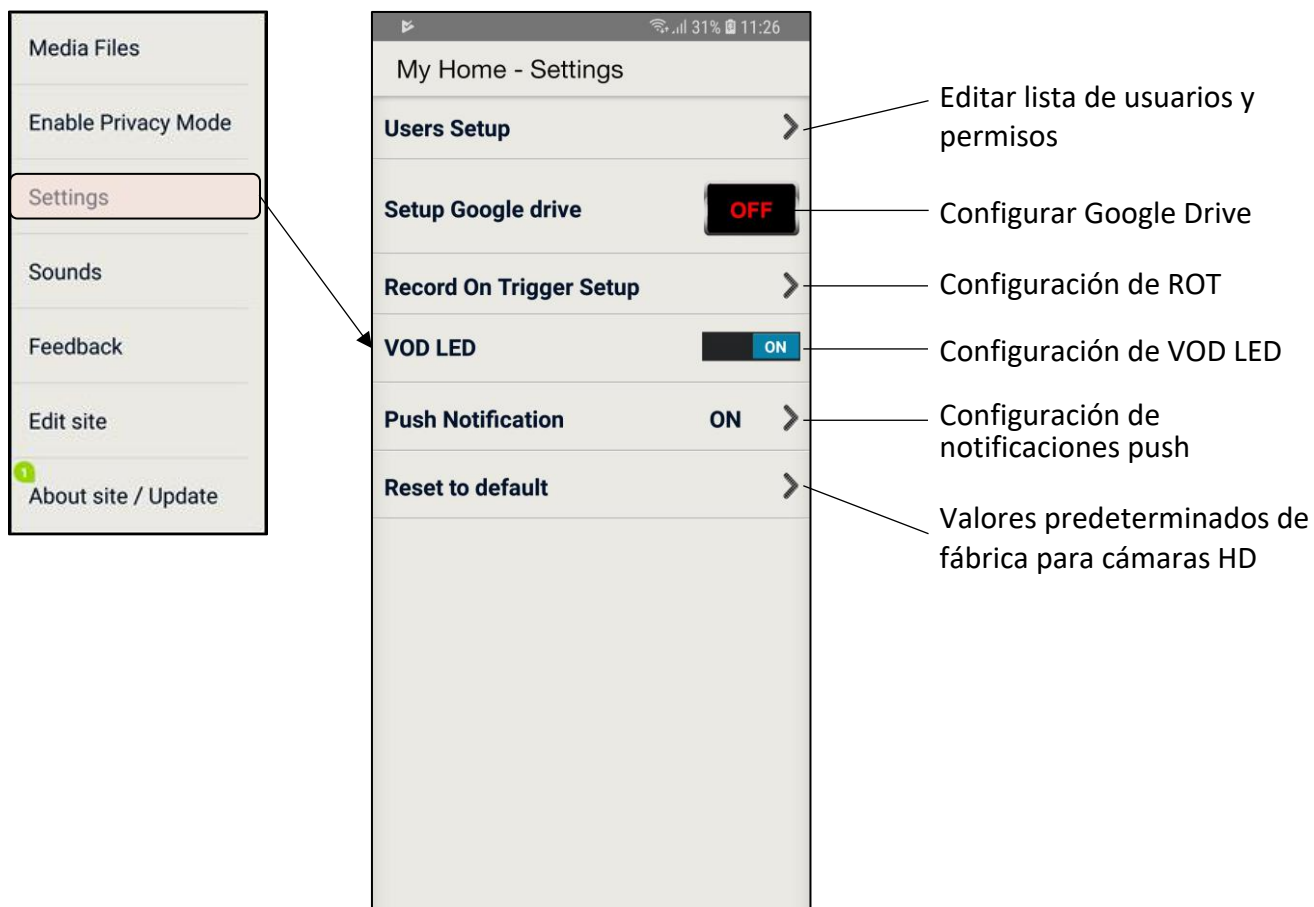 Media Files
Enable Privacy Mode
Settings
Sounds
Feedback
Edit site
1
About site / Update
31% 11:26
My Home - Settings
Users Setup
Setup Google drive OFF
Record On Trigger Setup
VOD LED ON
Push Notification ON
Reset to default
Editar lista de usuarios y
permisos
Configurar Google Drive
Configuración de ROT
Configuración de VOD LED
Configuración de
notificaciones push
Valores predeterminados de
fábrica para cámaras HD